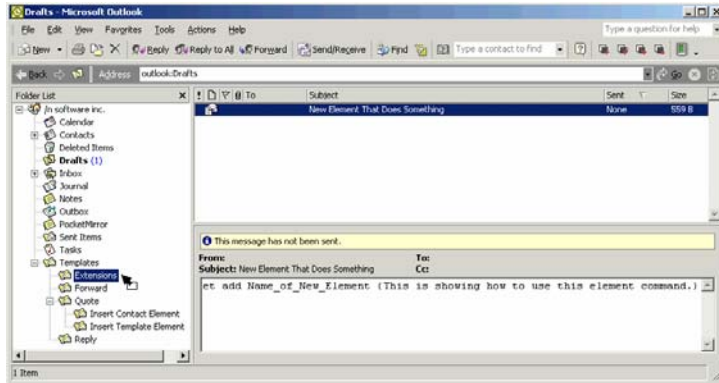 Drafts - Microsoft Outlook
File Edit View Favorites Tools Actions Help
Type a question for help
New Reply Reply to All Forward Send/Receive Find Type a contact to find
Back Address outlook:Drafts Go
Folder List
! To Subject Sent Size
/n software inc.
New Element That Does Something None 559 B
Calendar
Contacts
Deleted Items
Drafts (1)
Inbox
Journal
Notes
Outbox
PocketMirror
Sent Items
Tasks
Templates
Extensions
Forward
Quote
Insert Contact Element
Insert Template Element
Reply
This message has not been sent.
From: To:
Subject: New Element That Does Something Cc:
et add Name_of_New_Element (This is showing how to use this element command.)
1 Item